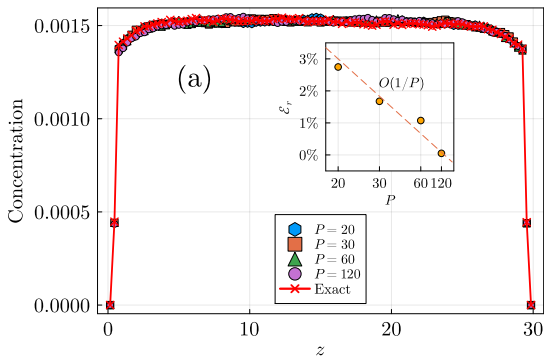 (a)
Concentration
0.0015
0.0010
0.0005
0.0000
0
10
20
30
z
3%
2%
1%
0%
ℰᵣ
O(1/P)
20
30
60
120
P
P = 20
P = 30
P = 60
P = 120
Exact